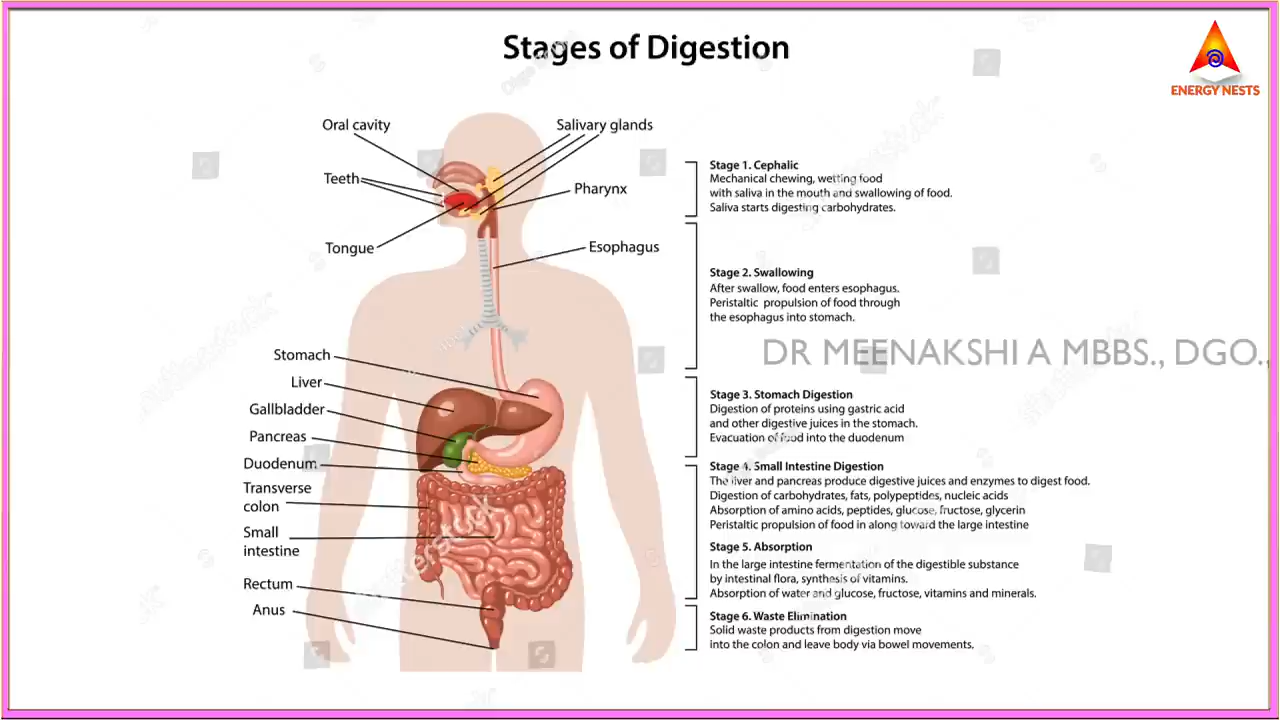 Stages of Digestion
ENERGY NESTS
Oral cavity
Salivary glands
Teeth
Pharynx
Tongue
Esophagus
Stomach
Liver
Gallbladder
Pancreas
Duodenum
Transverse
colon
Small
intestine
Rectum
Anus
Stage 1. Cephalic
Mechanical chewing, wetting food
with saliva in the mouth and swallowing of food.
Saliva starts digesting carbohydrates.
Stage 2. Swallowing
After swallow, food enters esophagus.
Peristaltic propulsion of food through
the esophagus into stomach.
DR MEENAKSHI A MBBS., DGO.,
Stage 3. Stomach Digestion
Digestion of proteins using gastric acid
and other digestive juices in the stomach.
Evacuation of food into the duodenum
Stage 4. Small Intestine Digestion
The liver and pancreas produce digestive juices and enzymes to digest food.
Digestion of carbohydrates, fats, polypeptides, nucleic acids
Absorption of amino acids, peptides, glucose, fructose, glycerin
Peristaltic propulsion of food in along toward the large intestine
Stage 5. Absorption
In the large intestine fermentation of the digestible substance
by intestinal flora, synthesis of vitamins.
Absorption of water and glucose, fructose, vitamins and minerals.
Stage 6. Waste Elimination
Solid waste products from digestion move
into the colon and leave body via bowel movements.